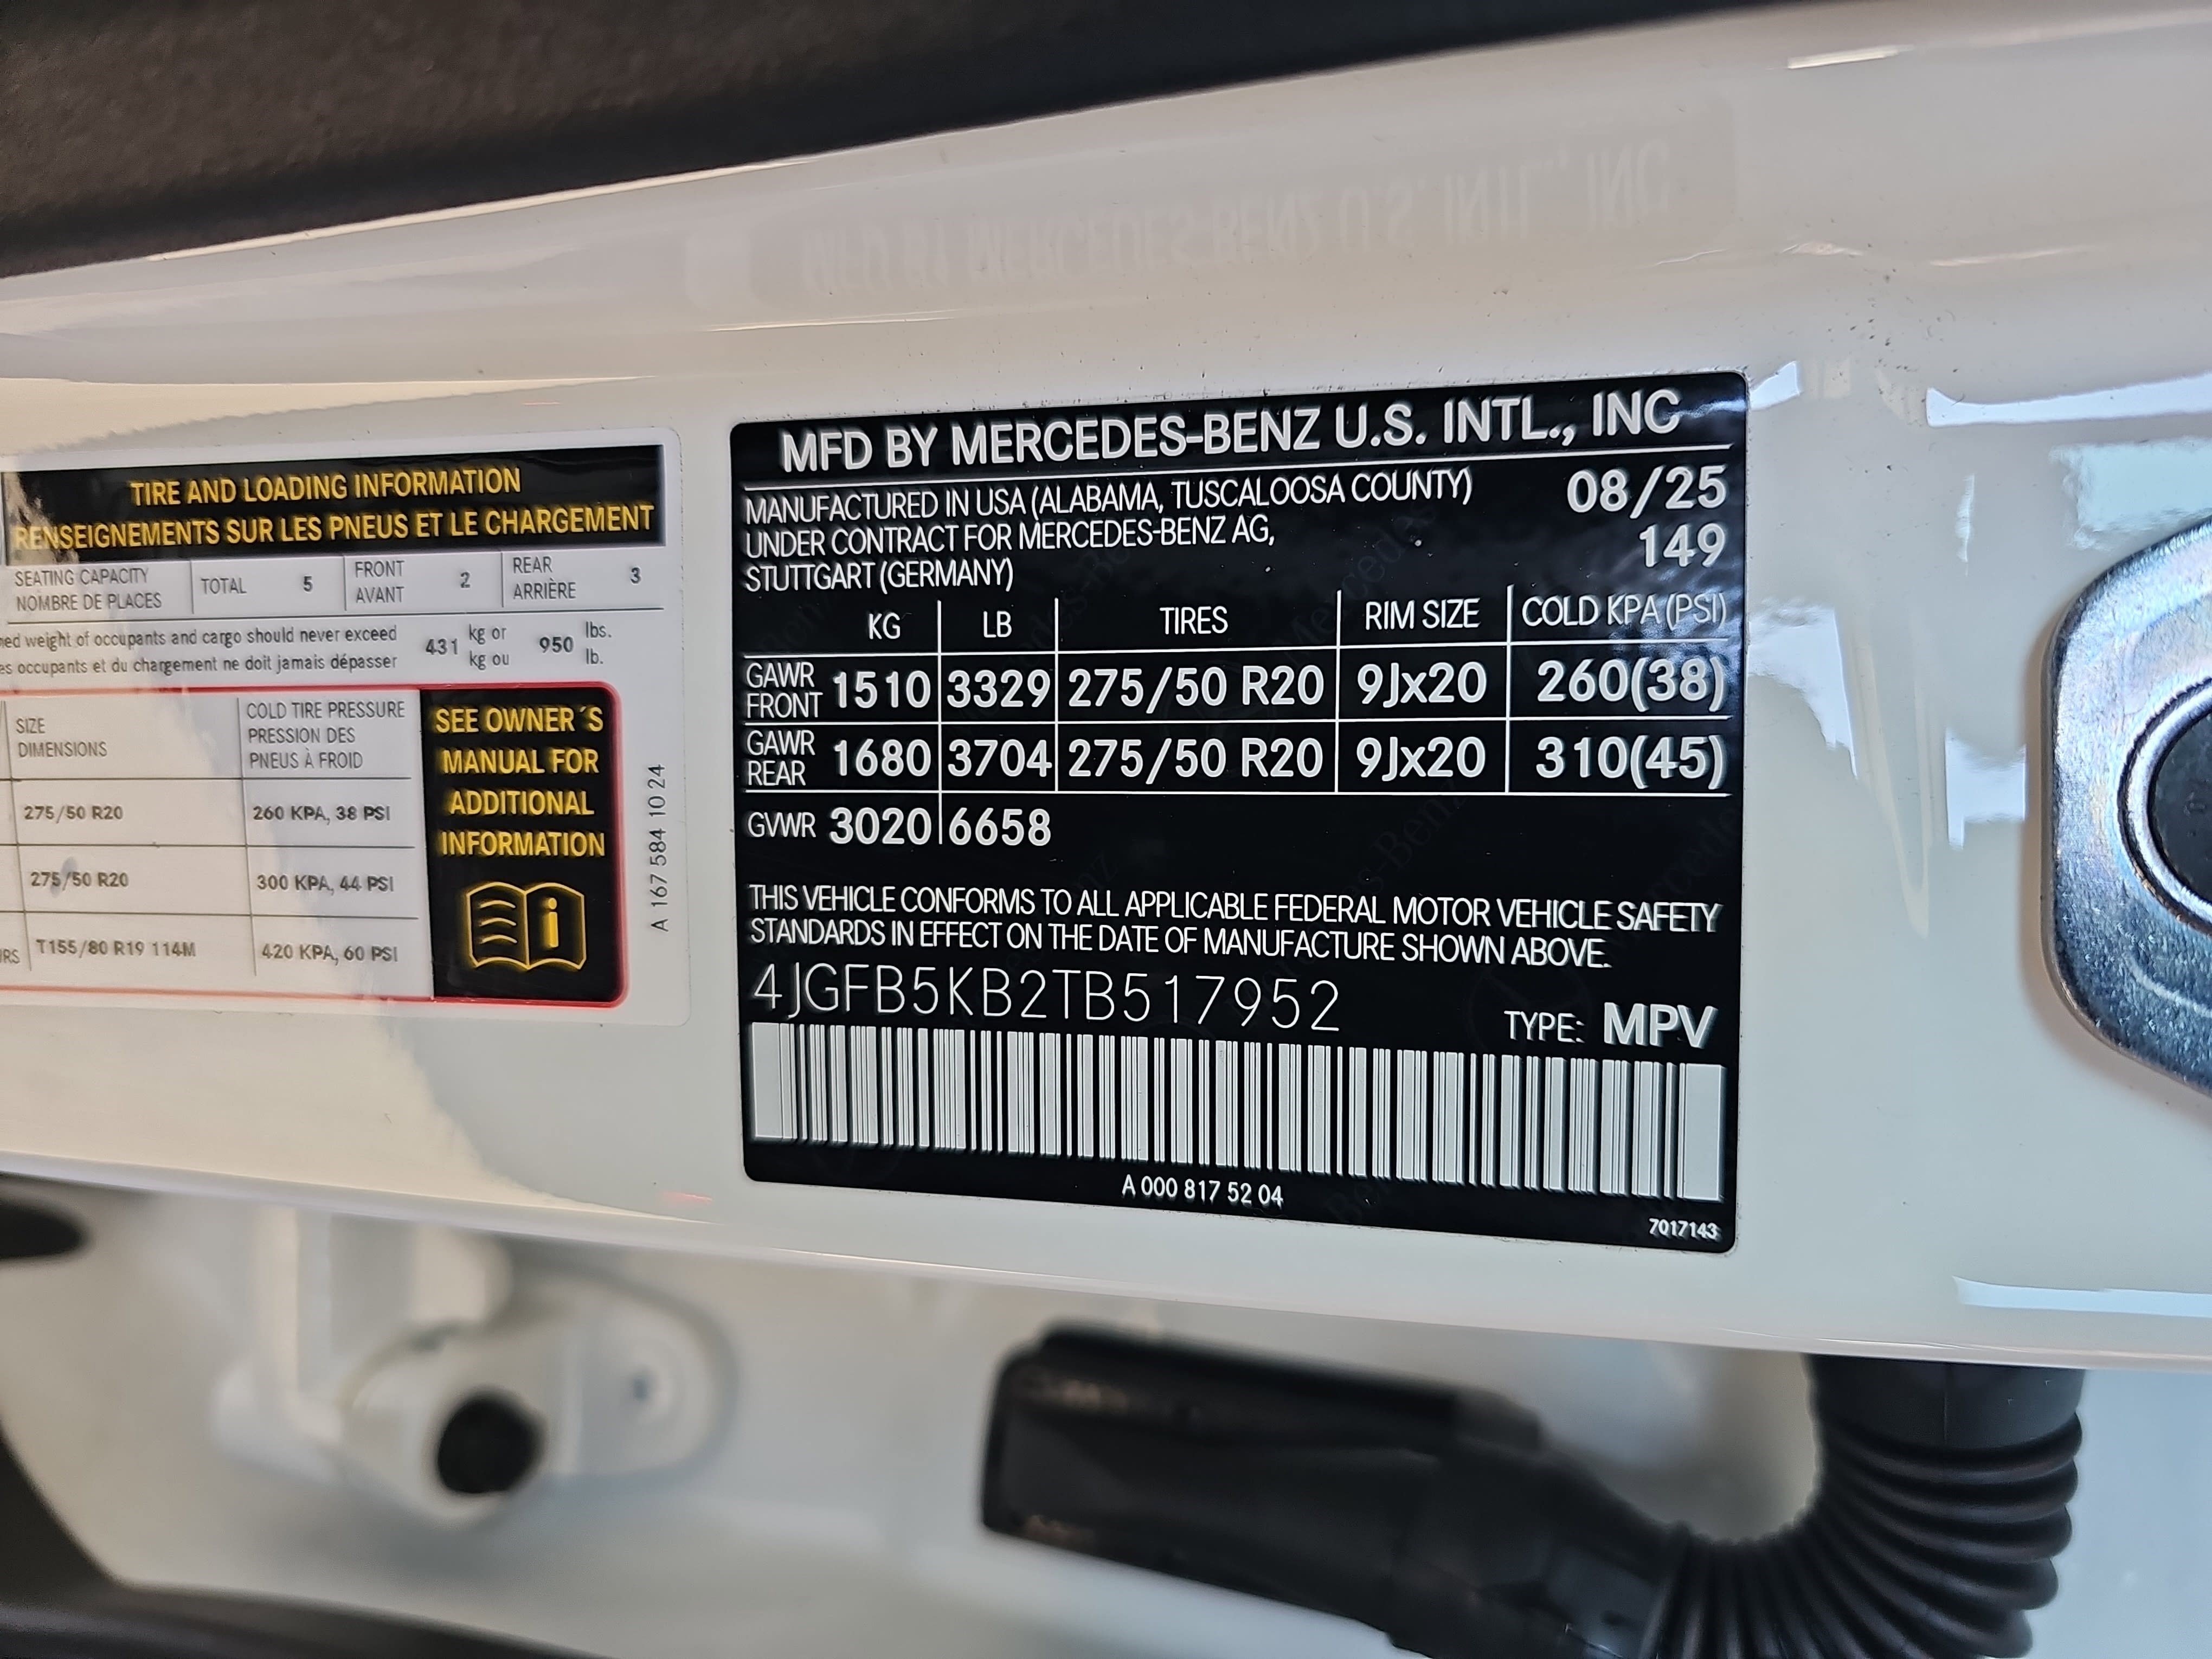 TIRE AND LOADING INFORMATION
RENSEIGNEMENTS SUR LES PNEUS ET LE CHARGEMENT
SEATING CAPACITY
NOMBRE DE PLACES
TOTAL 5
FRONT
AVANT
2
REAR
ARRIÈRE
3
weight of occupants and cargo should never exceed
occupants et du chargement ne doit jamais dépasser
431
kg or
kg ou
950
lbs.
lb.
SIZE
DIMENSIONS
COLD TIRE PRESSURE
PRESSION DES
PNEUS À FROID
275/50 R20 260 KPA, 38 PSI
275/50 R20 300 KPA, 44 PSI
T155/80 R19 114M 420 KPA, 60 PSI
SEE OWNER´S
MANUAL FOR
ADDITIONAL
INFORMATION
A 167 584 10 24
MFD BY MERCEDES-BENZ U.S. INTL., INC
MANUFACTURED IN USA (ALABAMA, TUSCALOOSA COUNTY)
UNDER CONTRACT FOR MERCEDES-BENZ AG,
STUTTGART (GERMANY)
08/25
149
KG LB TIRES RIM SIZE COLD KPA (PSI)
GAWR
FRONT
1510 3329 275/50 R20 9Jx20 260(38)
GAWR
REAR
1680 3704 275/50 R20 9Jx20 310(45)
GVWR 3020 6658
THIS VEHICLE CONFORMS TO ALL APPLICABLE FEDERAL MOTOR VEHICLE SAFETY
STANDARDS IN EFFECT ON THE DATE OF MANUFACTURE SHOWN ABOVE.
4JGFB5KB2TB517952
TYPE: MPV
A 000 817 52 04
7017143